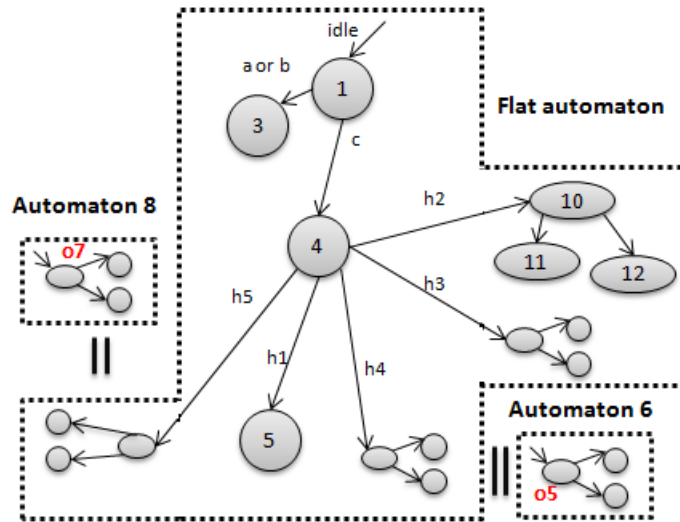 idle
a or b
1
3
Flat automaton
c
Automaton 8
h2
10
4
o7
11
12
h5
h3
h1
h4
Automaton 6
5
o5